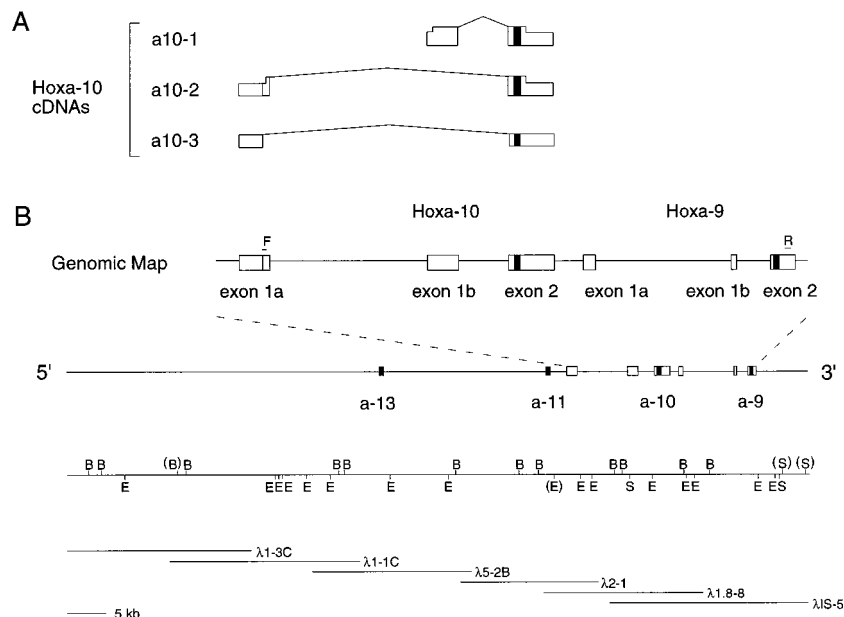 A
Hoxa-10
cDNAs
a10-1
a10-2
a10-3
B
Hoxa-10 Hoxa-9
F R
Genomic Map
exon 1a exon 1b exon 2 exon 1a exon 1b exon 2
5' 3'
a-13 a-11 a-10 a-9
B B (B) B B B B B B B B B B (S) (S)
E E E E E E E (E) E E S E E E E E S
λ1-3C
λ1-1C
λ5-2B
λ2-1
λ1.8-8
λIS-5
5 kb